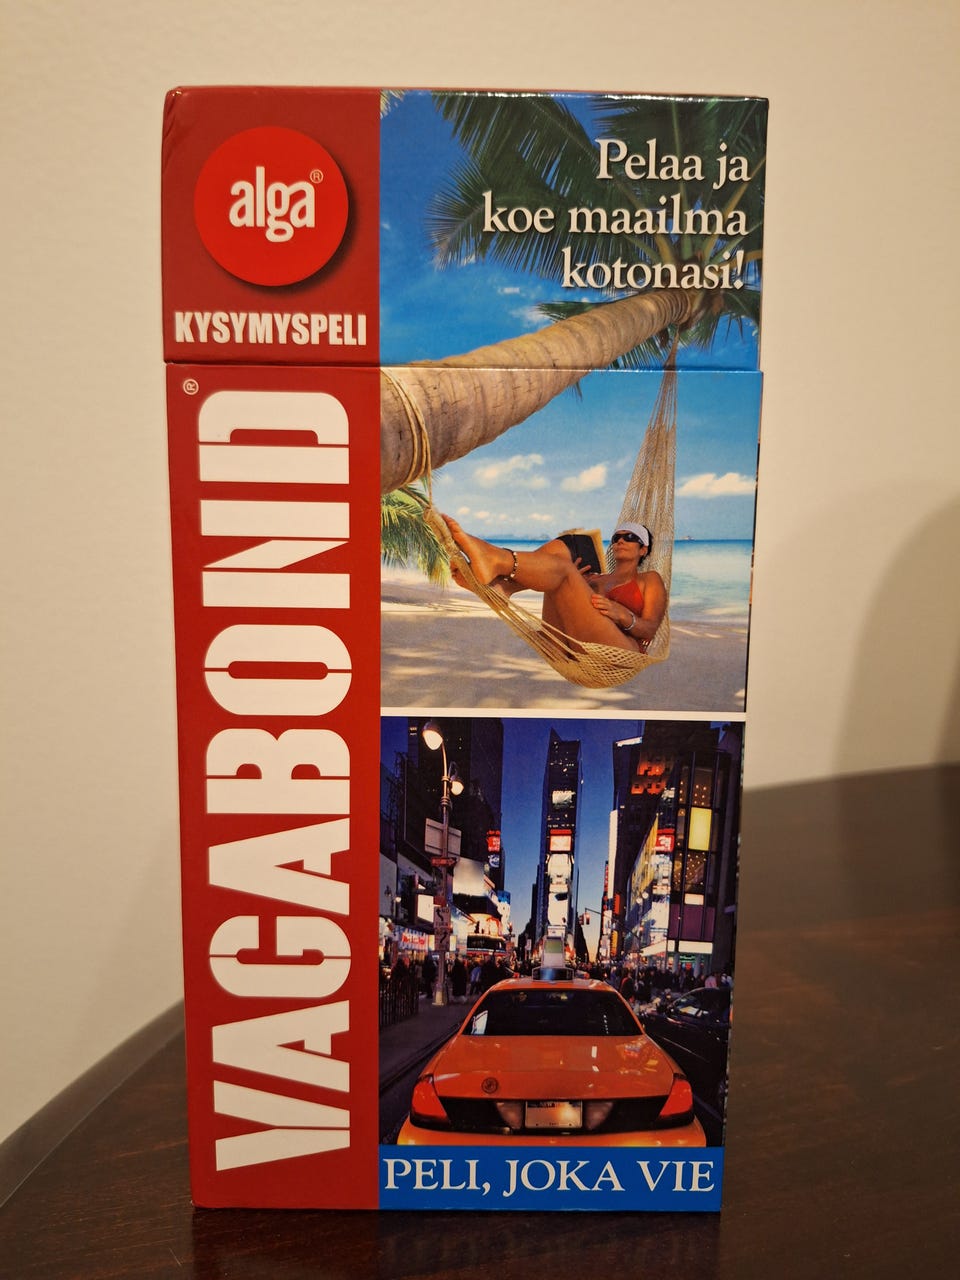 alga®
KYSYMYSPELI
VAGABOND®
Pelaa ja
koe maailma
kotonasi!
PELI, JOKA VIE